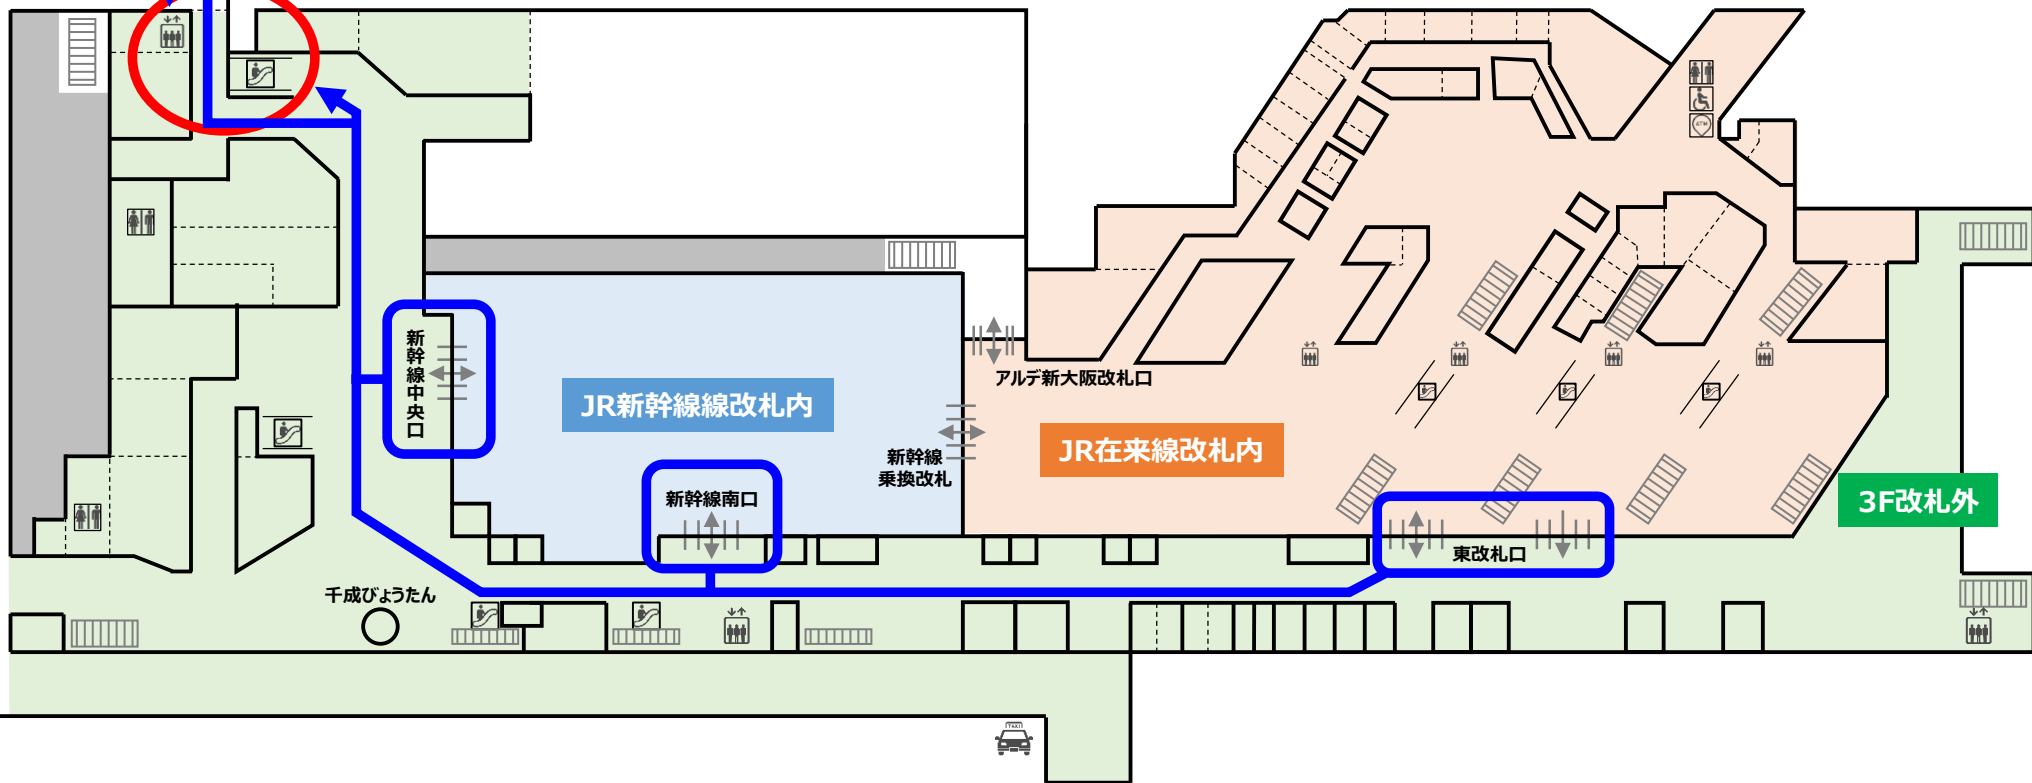 新幹線中央口
JR新幹線線改札内
アルデ新大阪改札口
JR在来線改札内
新幹線
乗換改札
新幹線南口
3F改札外
東改札口
千成びょうたん
ATM
TAXI